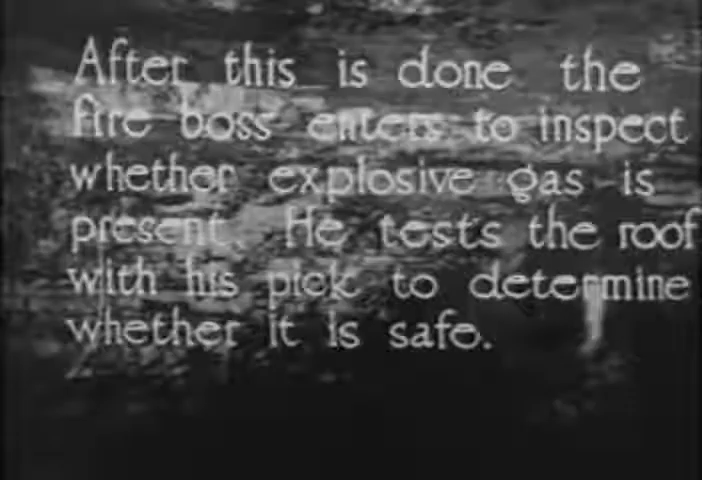 After this is done the
fire boss enters to inspect
whether explosive gas is
present. He tests the roof
with his pick to determine
whether it is safe.